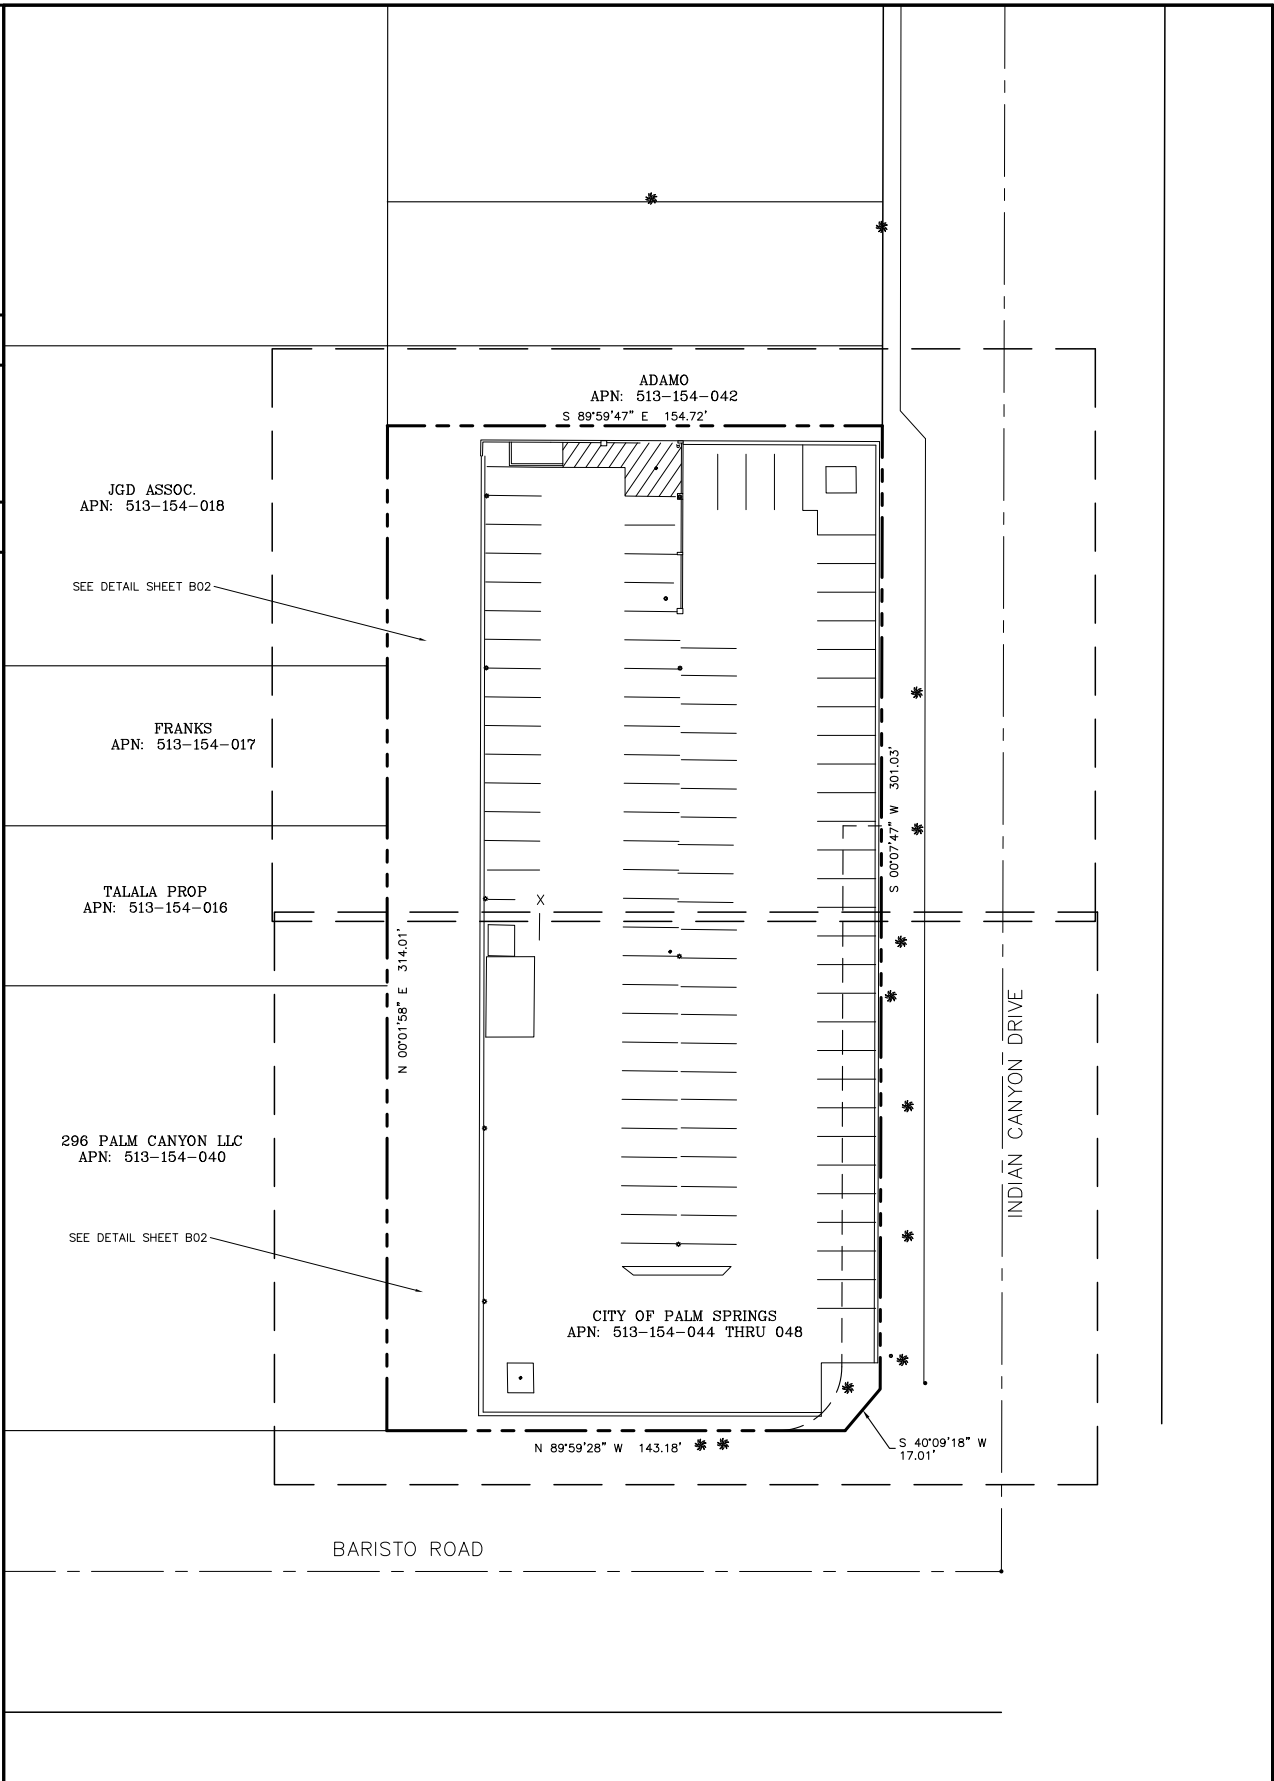 ADAMO
APN: 513-154-042
S 89°59'47" E 154.72'
JGD ASSOC.
APN: 513-154-018
SEE DETAIL SHEET B02
FRANKS
APN: 513-154-017
S 00°07'47" W 301.03'
TALALA PROP
APN: 513-154-016
X
N 00°01'58" E 314.01'
INDIAN CANYON DRIVE
296 PALM CANYON LLC
APN: 513-154-040
SEE DETAIL SHEET B02
CITY OF PALM SPRINGS
APN: 513-154-044 THRU 048
N 89°59'28" W 143.18'
S 40°09'18" W
17.01'
BARISTO ROAD